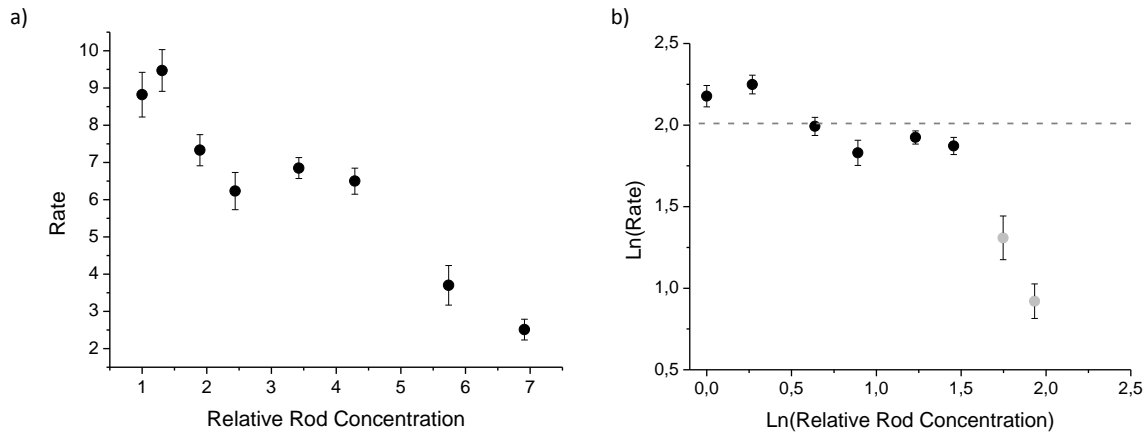 a)
10
9
8
7
6
5
4
3
2
Rate
1 2 3 4 5 6 7
Relative Rod Concentration
b)
2,5
2,0
1,5
1,0
0,5
Ln(Rate)
0,0 0,5 1,0 1,5 2,0 2,5
Ln(Relative Rod Concentration)